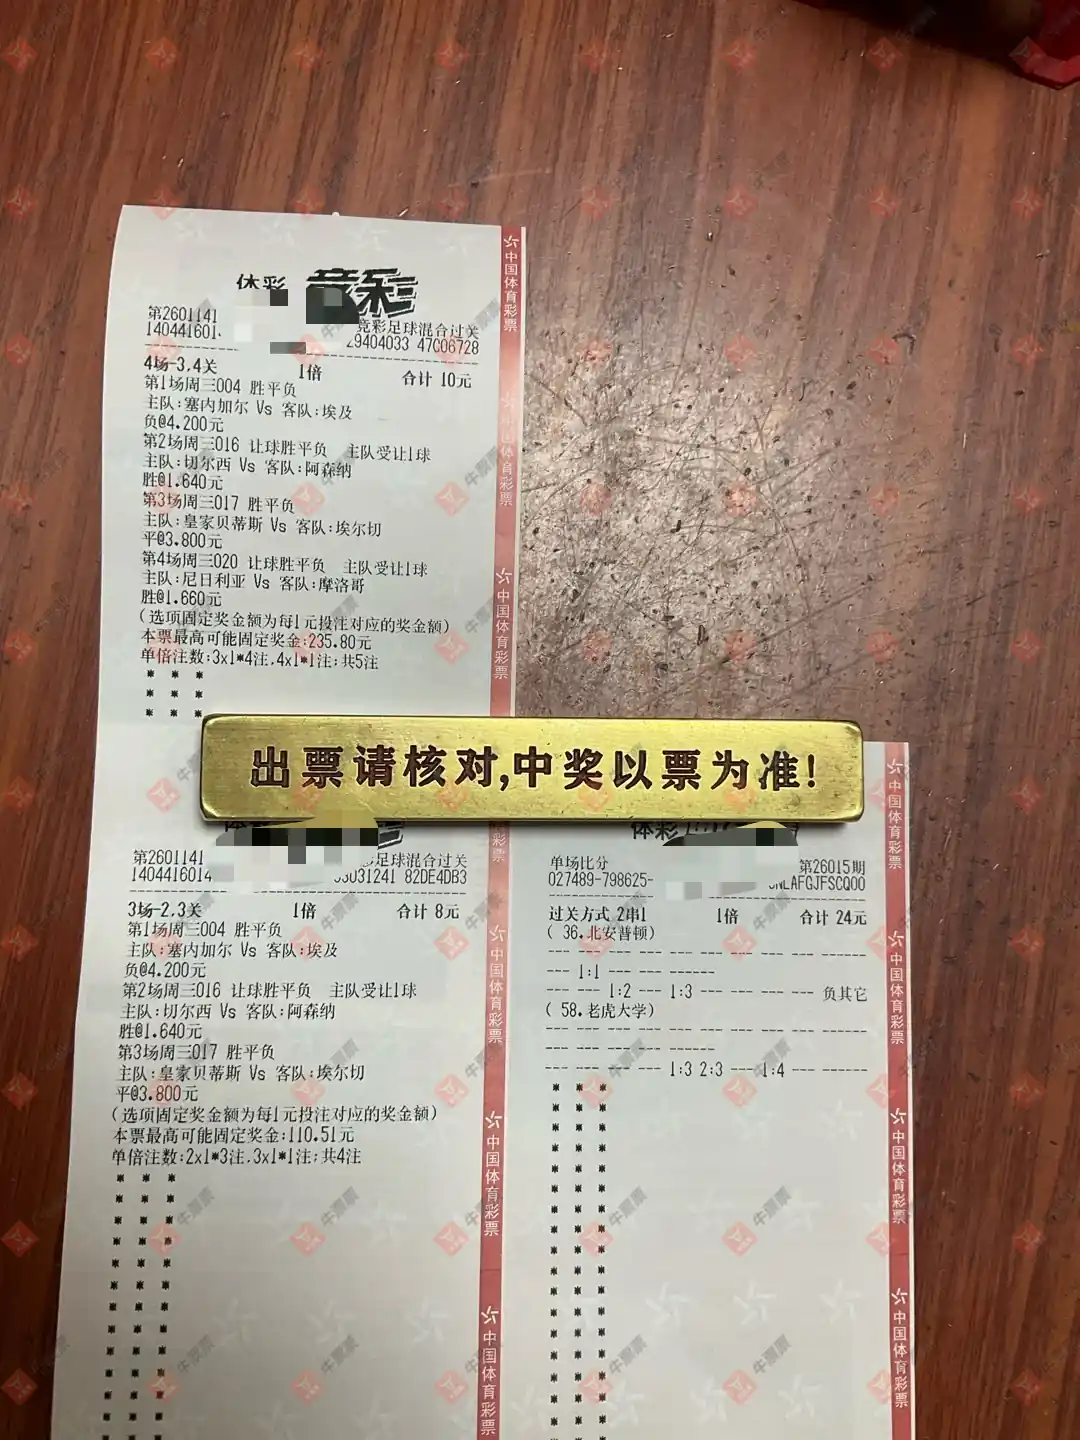 体彩 竞彩
第2601141
竞彩足球混合过关
140441601
29404033 47C06728
4场-3.4关 1倍 合计 10元
第1场周三004 胜平负
主队:塞内加尔 Vs 客队:埃及
负@4.200元
第2场周三016 让球胜平负 主队受让1球
主队:切尔西 Vs 客队:阿森纳
胜@1.640元
第3场周三017 胜平负
主队:皇家贝蒂斯 Vs 客队:埃尔切
平@3.800元
第4场周三020 让球胜平负 主队受让1球
主队:尼日利亚 Vs 客队:摩洛哥
胜@1.660元
(选项固定奖金额为每1元投注对应的奖金额)
本票最高可能固定奖金:235.80元
单倍注数:3x1*4注,4x1*1注;共5注
中国体育彩票
出票请核对,中奖以票为准!
体彩
第2601141
足球混合过关
1404416014
53031241 82DE4DB3
3场-2.3关 1倍 合计 8元
第1场周三004 胜平负
主队:塞内加尔 Vs 客队:埃及
负@4.200元
第2场周三016 让球胜平负 主队受让1球
主队:切尔西 Vs 客队:阿森纳
胜@1.640元
第3场周三017 胜平负
主队:皇家贝蒂斯 Vs 客队:埃尔切
平@3.800元
(选项固定奖金额为每1元投注对应的奖金额)
本票最高可能固定奖金:110.51元
单倍注数:2x1*3注,3x1*1注;共4注
中国体育彩票
体彩
单场比分 第26015期
027489-798625- NLAFGJFSCQ00
过关方式 2串1 1倍 合计 24元
( 36.北安普顿)
--- --- --- --- --- --- --- --- --- ------
--- 1:1 --- --- ------
--- --- 1:2 --- 1:3 --- --- --- --- 负其它
( 58.老虎大学)
--- --- --- --- --- --- --- --- --- ------
--- --- --- --- ------
--- --- --- --- 1:3 2:3 --- 1:4 --- ------
中国体育彩票
牛票票